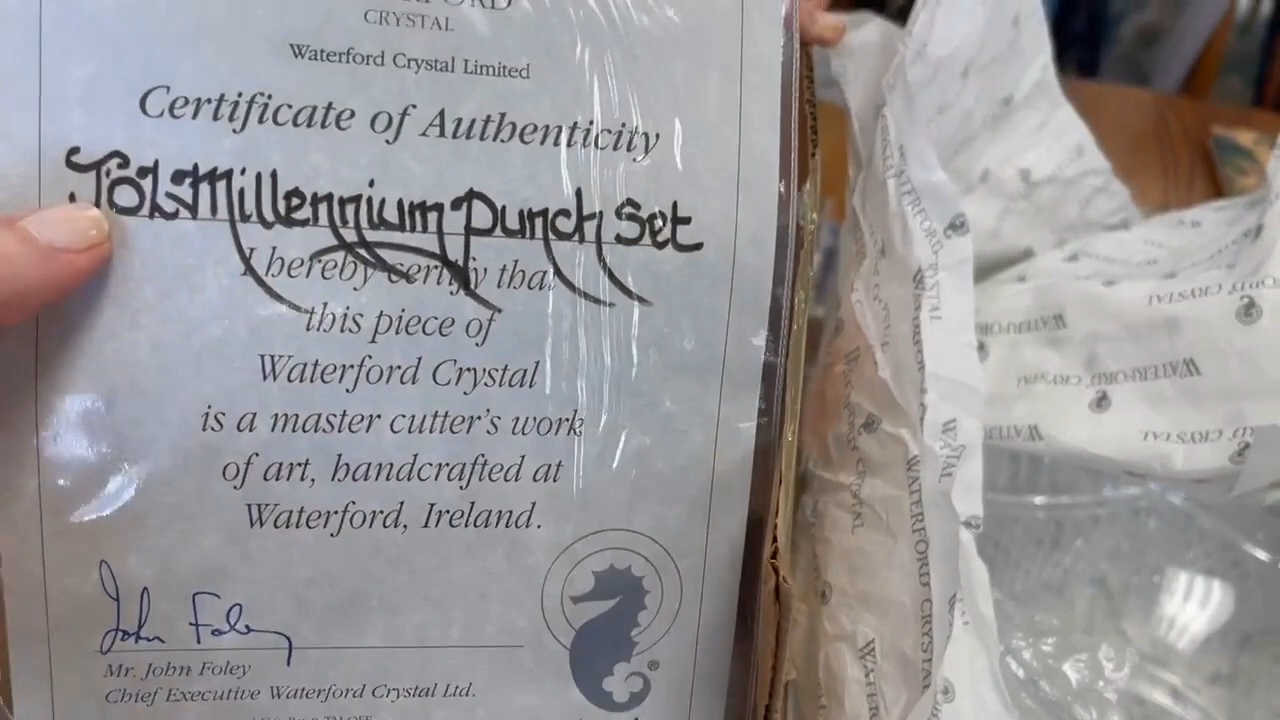 CRYSTAL
Waterford Crystal Limited
Certificate of Authenticity
Millennium Punch Set
I hereby certify that
this piece of
Waterford Crystal
is a master cutter's work
of art, handcrafted at
Waterford, Ireland.
John Foley
®
Mr. John Foley
Chief Executive Waterford Crystal Ltd.
WATERFORD CRYSTAL
WATERFORD CRYSTAL
CRYSTAL
WATERFORD CRYSTAL
CRYSTAL